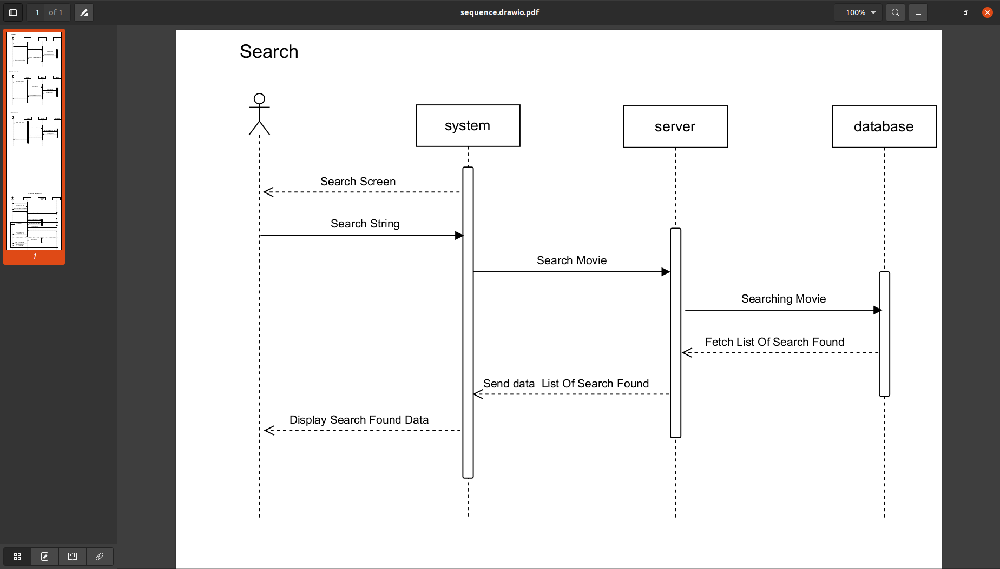 1 of 1
sequence.drawio.pdf
100%
Search
system
server
database
Search Screen
Search String
Search Movie
Searching Movie
Fetch List Of Search Found
Send data  List Of Search Found
Display Search Found Data
1